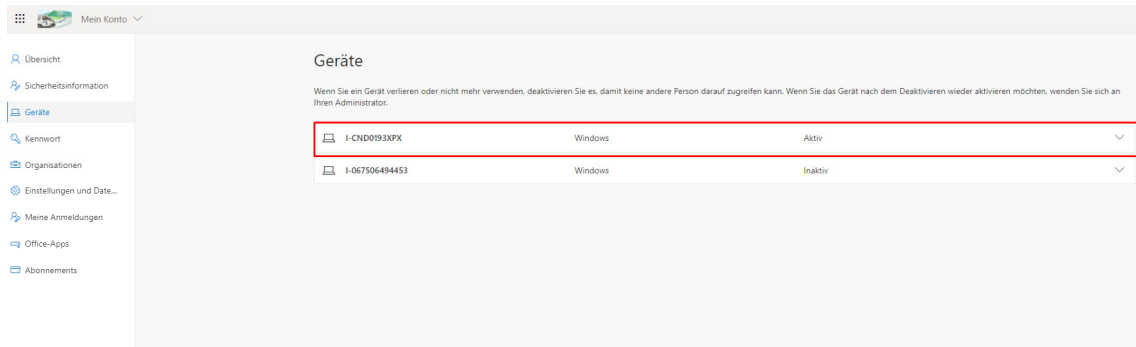 Mein Konto
Übersicht
Sicherheitsinformation
Geräte
Kennwort
Organisationen
Einstellungen und Date...
Meine Anmeldungen
Office-Apps
Abonnements
Geräte
Wenn Sie ein Gerät verlieren oder nicht mehr verwenden, deaktivieren Sie es, damit keine andere Person darauf zugreifen kann. Wenn Sie das Gerät nach dem Deaktivieren wieder aktivieren möchten, wenden Sie sich an
Ihren Administrator.
I-CND0193XPX Windows Aktiv
I-067506494453 Windows Inaktiv